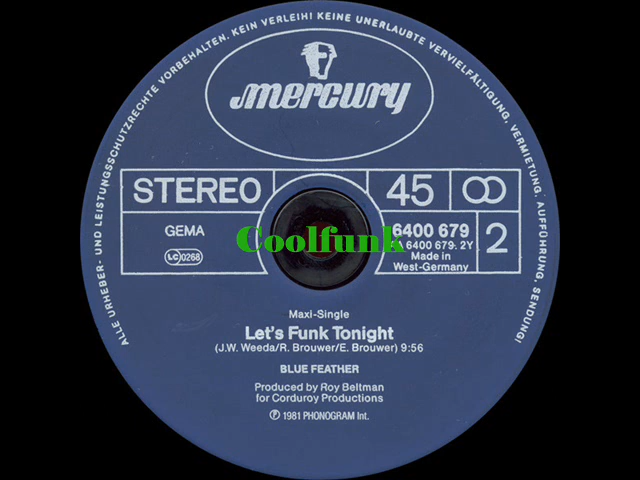 ALLE URHEBER- UND LEISTUNGSSCHUTZRECHTE VORBEHALTEN. KEIN VERLEIH! KEINE UNERLAUBTE VERVIELFÄLTIGUNG, VERMIETUNG, AUFFÜHRUNG, SENDUNG!
mercury
STEREO
45
GEMA
LC 0268
6400 679
6400 679. 2Y
Made in
West-Germany
2
Coolfunk
Maxi-Single
Let's Funk Tonight
(J.W. Weeda/R. Brouwer/E. Brouwer) 9:56
BLUE FEATHER
Produced by Roy Beltman
for Corduroy Productions
℗ 1981 PHONOGRAM Int.